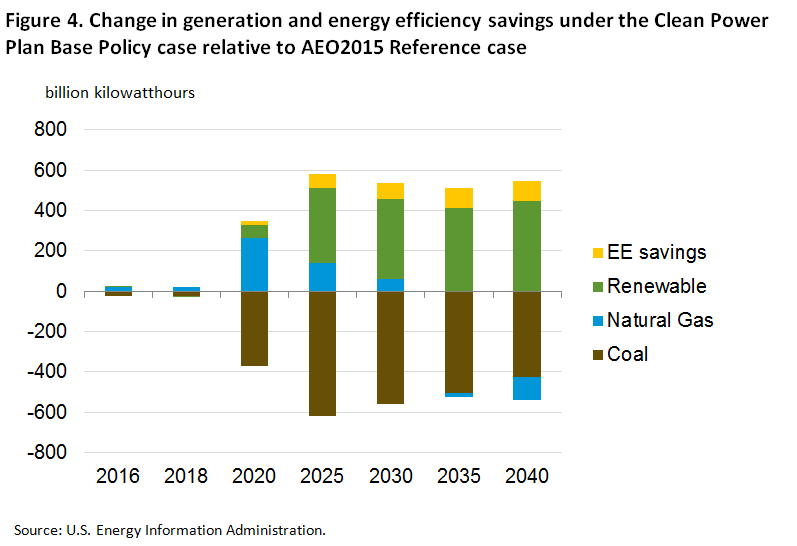 Figure 4. Change in generation and energy efficiency savings under the Clean Power
Plan Base Policy case relative to AEO2015 Reference case
billion kilowatthours
800
600
400
200
0
-200
-400
-600
-800
2016 2018 2020 2025 2030 2035 2040
EE savings
Renewable
Natural Gas
Coal
Source: U.S. Energy Information Administration.